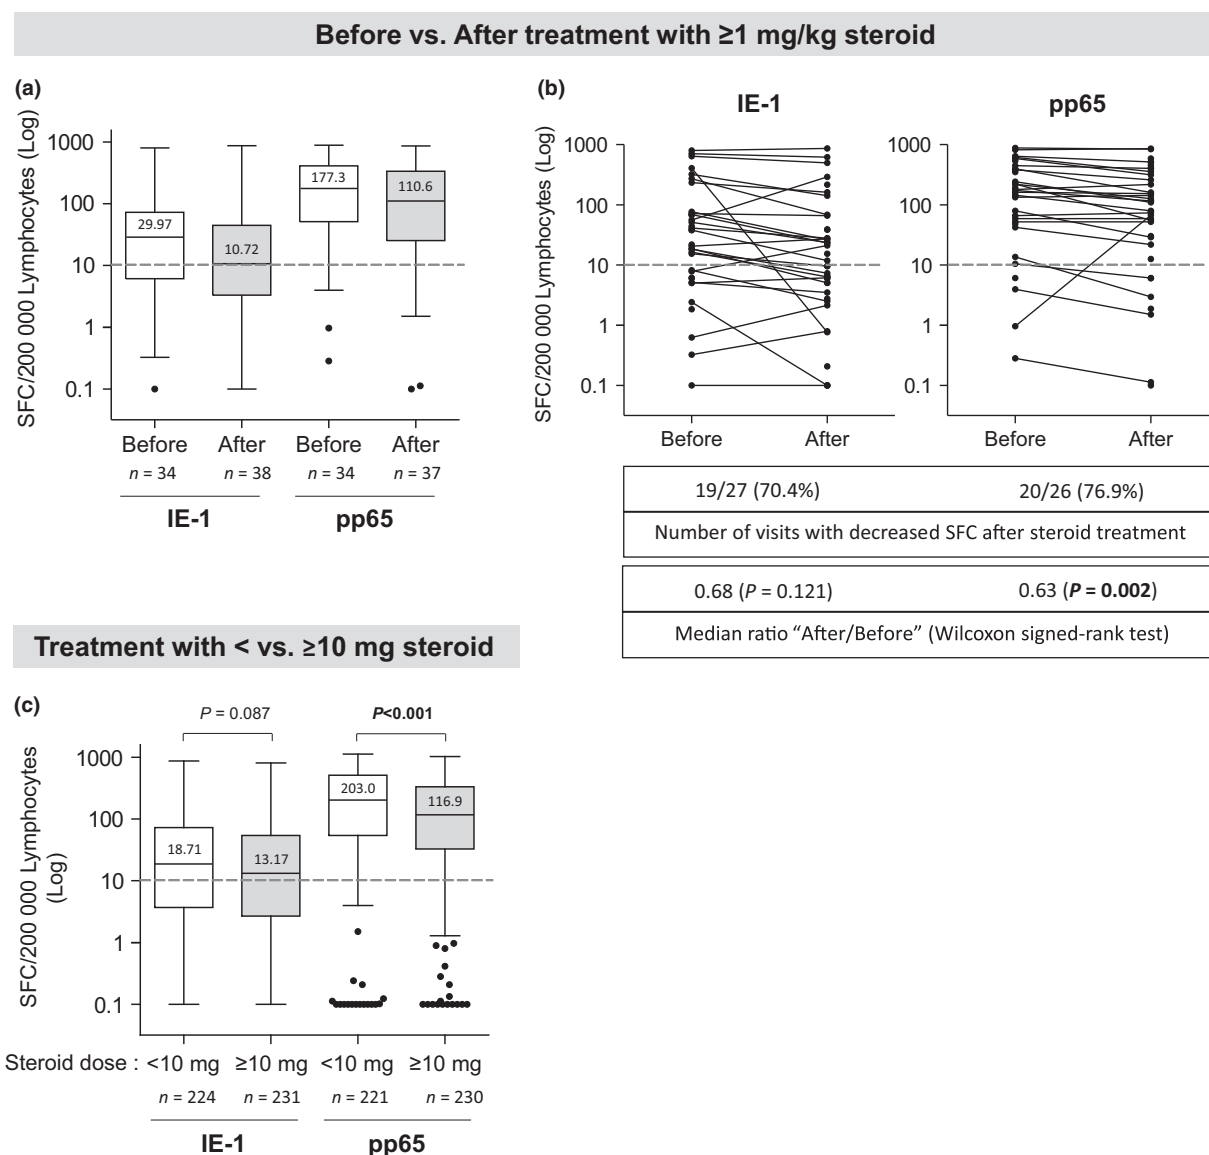 Before vs. After treatment with ≥1 mg/kg steroid
(a)
SFC/200 000 Lymphocytes (Log)
1000
100
10
1
0.1
29.97
10.72
177.3
110.6
Before After Before After
n = 34 n = 38 n = 34 n = 37
IE-1 pp65
(b)
IE-1 pp65
SFC/200 000 Lymphocytes (Log)
1000
100
10
1
0.1
1000
100
10
1
0.1
Before After Before After
19/27 (70.4%) 20/26 (76.9%)
Number of visits with decreased SFC after steroid treatment
0.68 (P = 0.121) 0.63 (P = 0.002)
Median ratio “After/Before” (Wilcoxon signed-rank test)
Treatment with < vs. ≥10 mg steroid
(c)
P = 0.087 P<0.001
SFC/200 000 Lymphocytes
(Log)
1000
100
10
1
0.1
18.71
13.17
203.0
116.9
Steroid dose : <10 mg ≥10 mg <10 mg ≥10 mg
n = 224 n = 231 n = 221 n = 230
IE-1 pp65